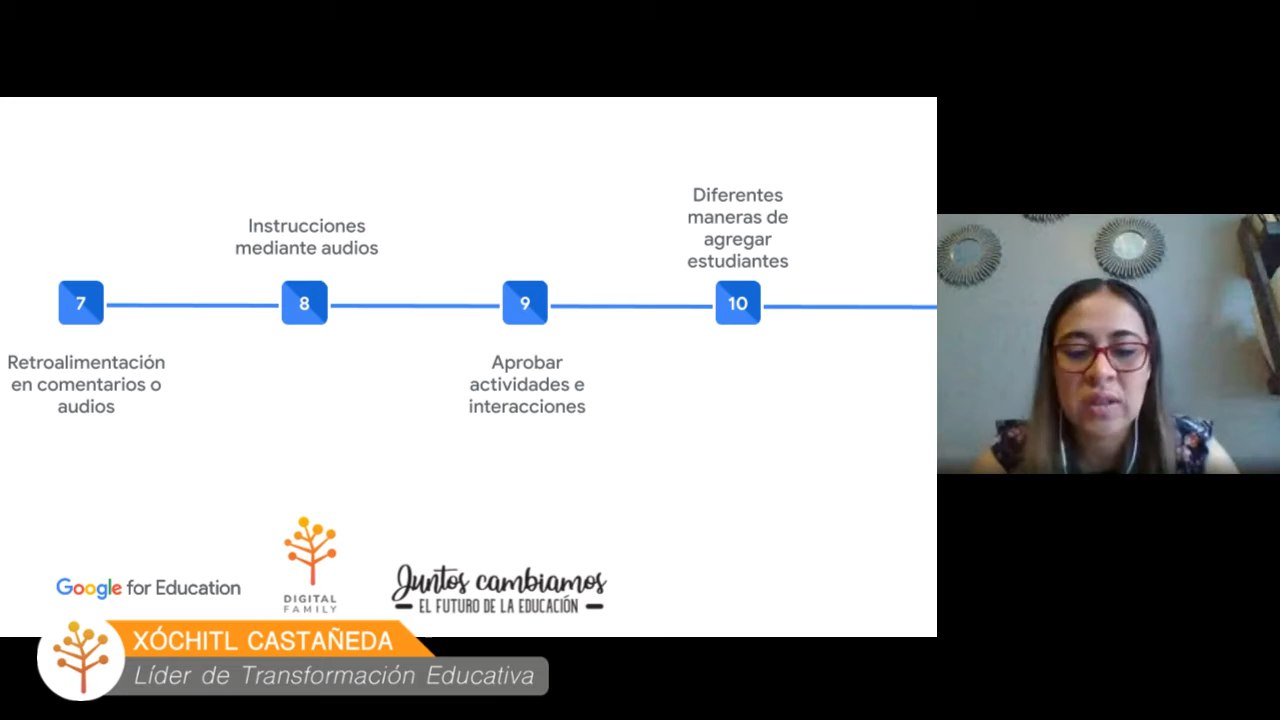 Diferentes
maneras de
agregar
estudiantes
Instrucciones
mediante audios
7
8
9
10
Retroalimentación
en comentarios o
audios
Aprobar
actividades e
interacciones
Google for Education
DIGITAL
FAMILY
Juntos cambiamos
EL FUTURO DE LA EDUCACIÓN
XÓCHITL CASTAÑEDA
Líder de Transformación Educativa